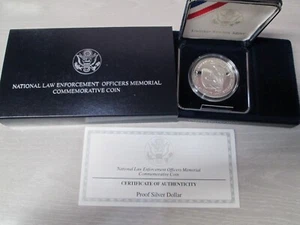 NATIONAL LAW ENFORCEMENT OFFICERS MEMORIAL
COMMEMORATIVE COIN
National Law Enforcement Officers Memorial
Commemorative Coin
CERTIFICATE OF AUTHENTICITY
Proof Silver Dollar